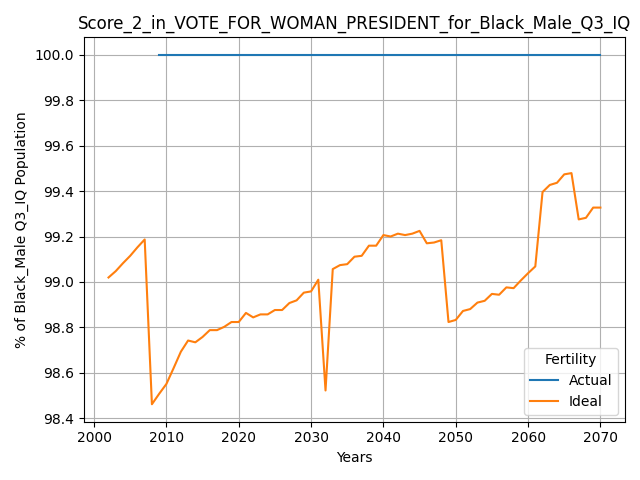 Score_2_in_VOTE_FOR_WOMAN_PRESIDENT_for_Black_Male_Q3_IQ
% of Black_Male Q3_IQ Population
100.0
99.8
99.6
99.4
99.2
99.0
98.8
98.6
98.4
2000 2010 2020 2030 2040 2050 2060 2070
Years
Fertility
Actual
Ideal